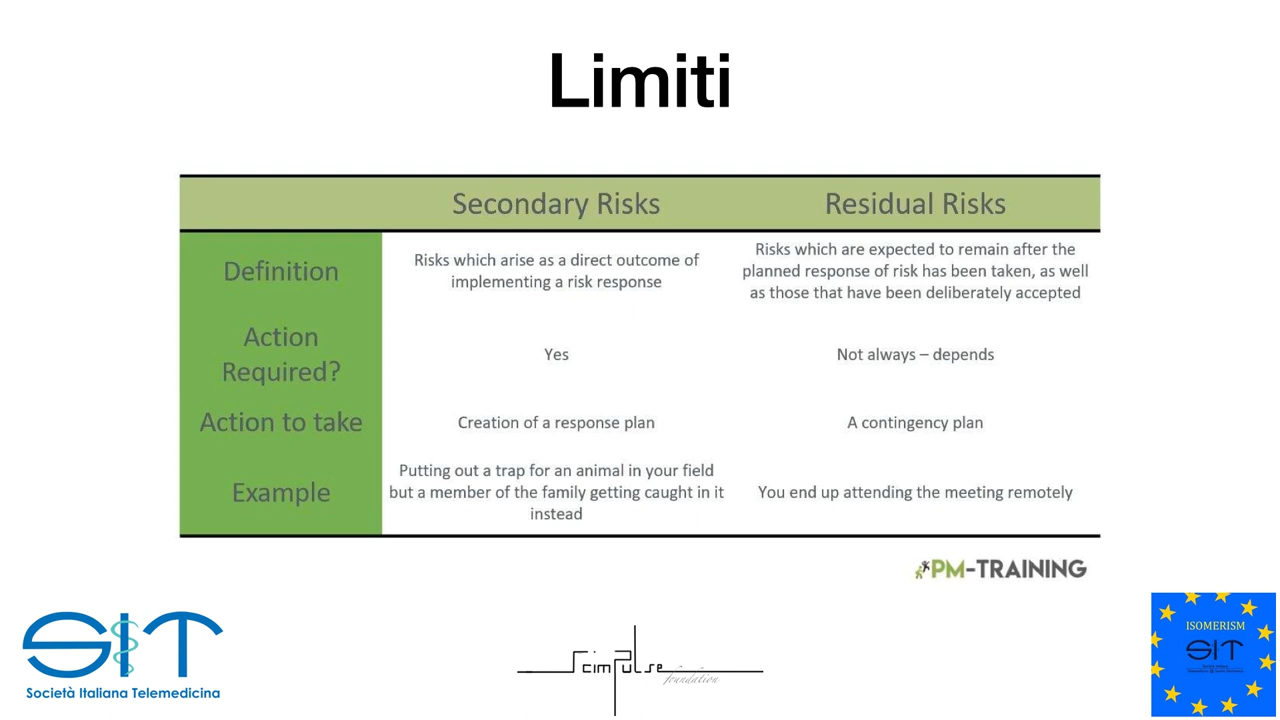 Limiti
Secondary Risks
Residual Risks
Definition
Risks which arise as a direct outcome of
implementing a risk response
Risks which are expected to remain after the
planned response of risk has been taken, as well
as those that have been deliberately accepted
Action
Required?
Yes
Not always – depends
Action to take
Creation of a response plan
A contingency plan
Example
Putting out a trap for an animal in your field
but a member of the family getting caught in it
instead
You end up attending the meeting remotely
PM-TRAINING
SIT
Società Italiana Telemedicina
scimpulse
foundation
ISOMERISM
SIT